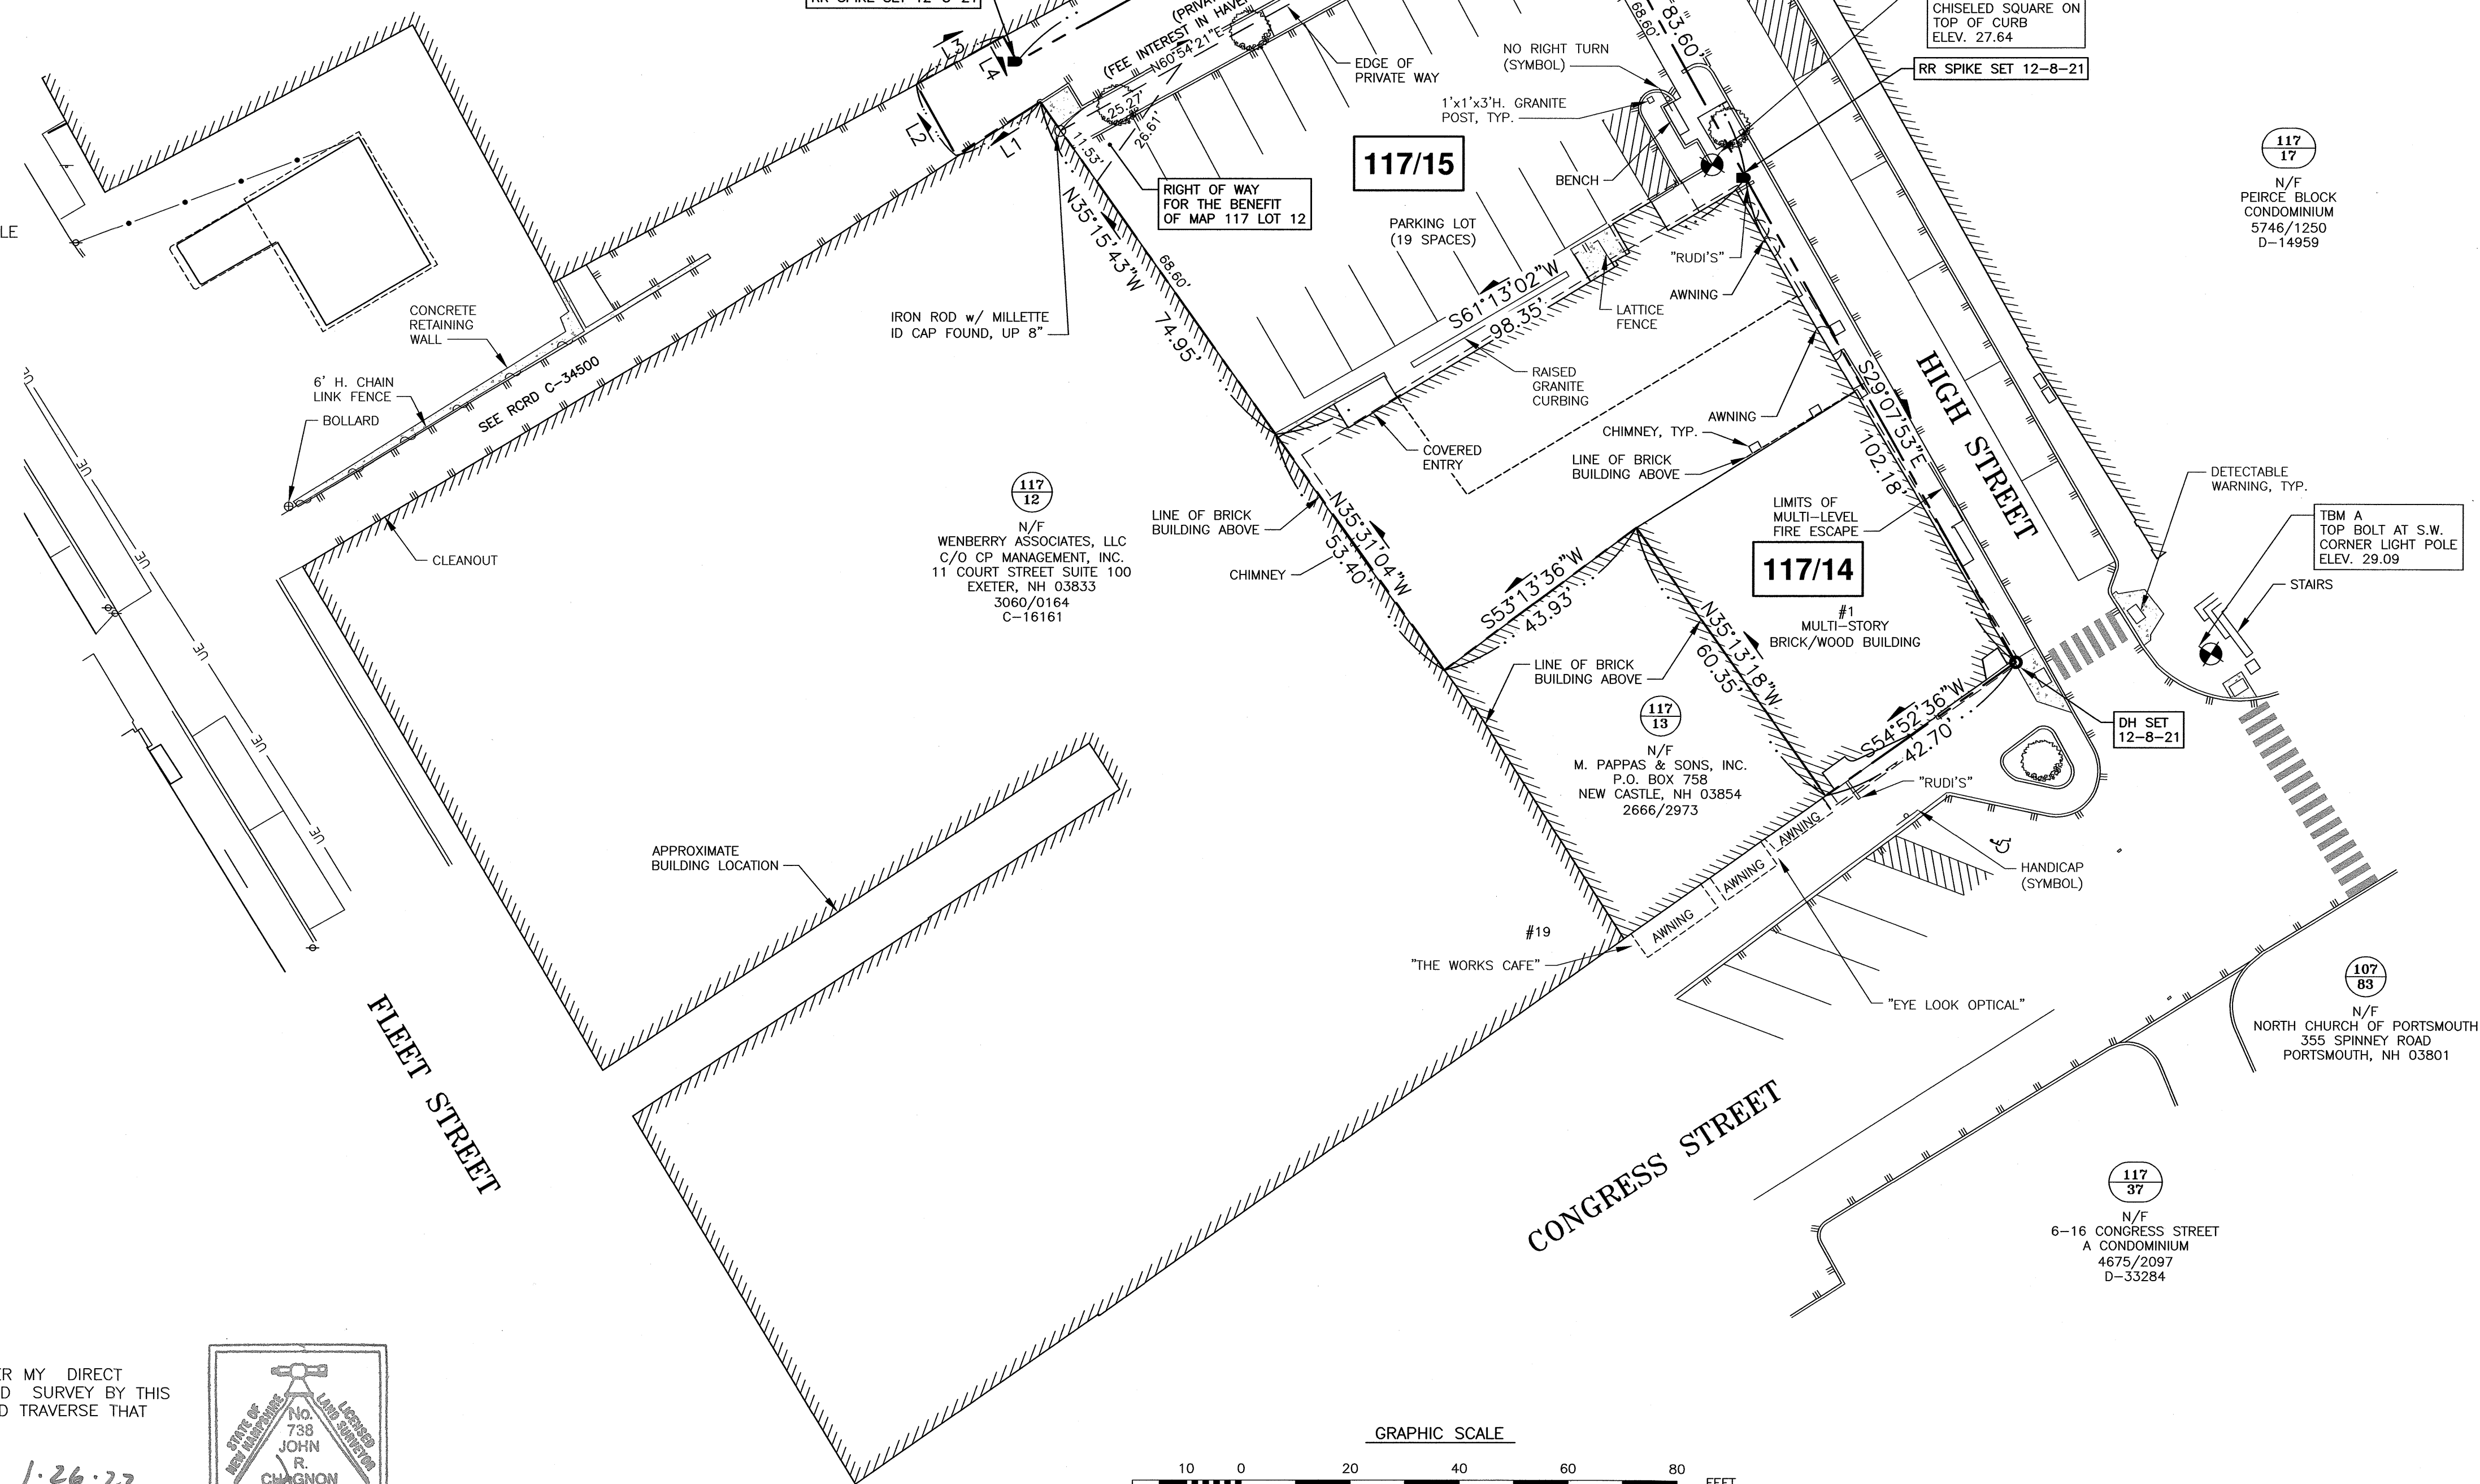 (PRIVATE
(FEE INTEREST IN HAVEN
N60°54'21"E
25.27'
26.61'
11.53'
L3
L4
L2
L1
EDGE OF
PRIVATE WAY
NO RIGHT TURN
(SYMBOL)
1'x1'x3'H. GRANITE
POST, TYP.
BENCH
68.60'
83.60'
CHISELED SQUARE ON
TOP OF CURB
ELEV. 27.64
RR SPIKE SET 12-8-21
117/15
RIGHT OF WAY
FOR THE BENEFIT
OF MAP 117 LOT 12
PARKING LOT
(19 SPACES)
117
17
N/F
PEIRCE BLOCK
CONDOMINIUM
5746/1250
D-14959
LE
N35°15'43"W
68.60'
74.95'
S61°13'02"W
98.35'
"RUDI'S"
AWNING
LATTICE
FENCE
CONCRETE
RETAINING
WALL
IRON ROD w/ MILLETTE
ID CAP FOUND, UP 8"
6' H. CHAIN
LINK FENCE
SEE RCRD C-34500
BOLLARD
RAISED
GRANITE
CURBING
AWNING
CHIMNEY, TYP.
COVERED
ENTRY
LINE OF BRICK
BUILDING ABOVE
S29°07'53"E
102.18'
HIGH STREET
DETECTABLE
WARNING, TYP.
117
12
N/F
WENBERRY ASSOCIATES, LLC
C/O CP MANAGEMENT, INC.
11 COURT STREET SUITE 100
EXETER, NH 03833
3060/0164
C-16161
LINE OF BRICK
BUILDING ABOVE
N35°31'04"W
53.40'
CHIMNEY
LIMITS OF
MULTI-LEVEL
FIRE ESCAPE
TBM A
TOP BOLT AT S.W.
CORNER LIGHT POLE
ELEV. 29.09
STAIRS
CLEANOUT
117/14
#1
MULTI-STORY
BRICK/WOOD BUILDING
S53°13'36"W
43.93'
N35°13'18"W
60.35'
LINE OF BRICK
BUILDING ABOVE
UE
UE
UE
UE
UE
117
13
N/F
M. PAPPAS & SONS, INC.
P.O. BOX 758
NEW CASTLE, NH 03854
2666/2973
S54°52'36"W
42.70'
DH SET
12-8-21
"RUDI'S"
AWNING
AWNING
AWNING
APPROXIMATE
BUILDING LOCATION
HANDICAP
(SYMBOL)
#19
"THE WORKS CAFE"
"EYE LOOK OPTICAL"
107
83
N/F
NORTH CHURCH OF PORTSMOUTH
355 SPINNEY ROAD
PORTSMOUTH, NH 03801
FLEET STREET
CONGRESS STREET
117
37
N/F
6-16 CONGRESS STREET
A CONDOMINIUM
4675/2097
D-33284
ER MY DIRECT
D SURVEY BY THIS
D TRAVERSE THAT
STATE OF
NEW HAMPSHIRE
LICENSED
LAND SURVEYOR
No.
738
JOHN
R.
CHAGNON
GRAPHIC SCALE
10 0 20 40 60 80
FEET